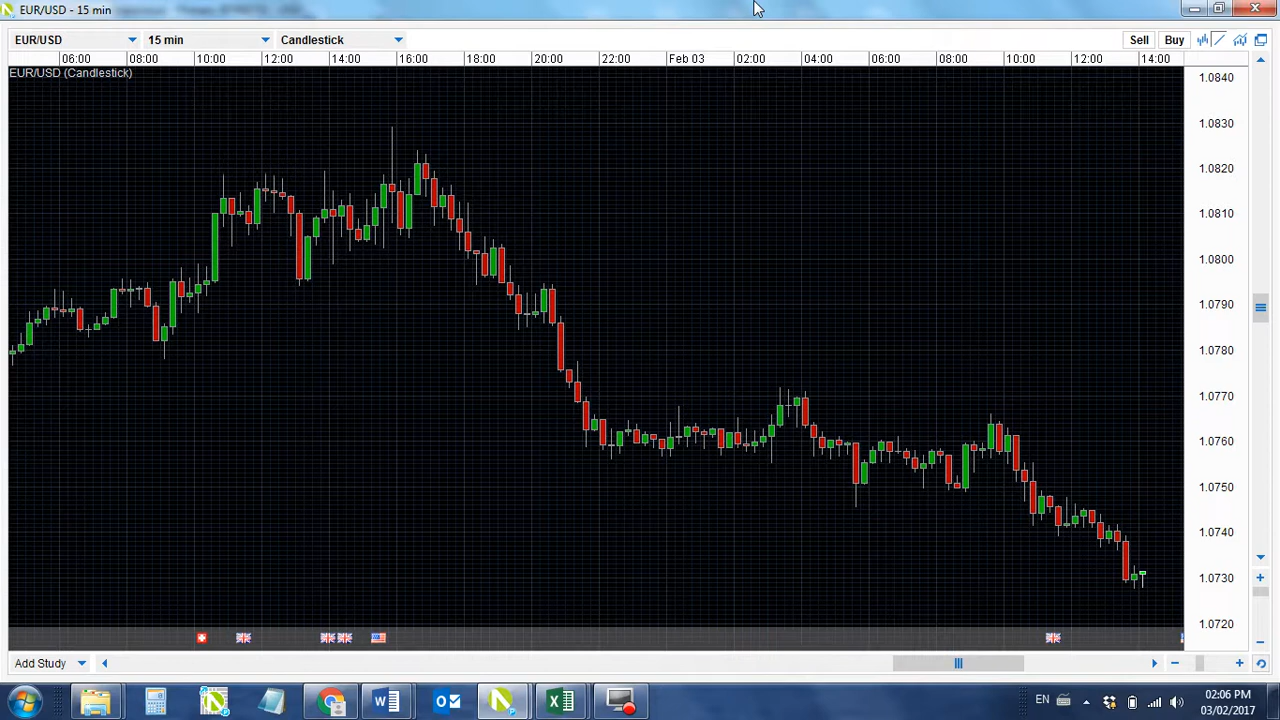 EUR/USD - 15 min
EUR/USD 15 min Candlestick Sell Buy
06:00 08:00 10:00 12:00 14:00 16:00 18:00 20:00 22:00 Feb 03 02:00 04:00 06:00 08:00 10:00 12:00 14:00
EUR/USD (Candlestick)
1.0840
1.0830
1.0820
1.0810
1.0800
1.0790
1.0780
1.0770
1.0760
1.0750
1.0740
1.0730
1.0720
Add Study
EN
02:06 PM
03/02/2017